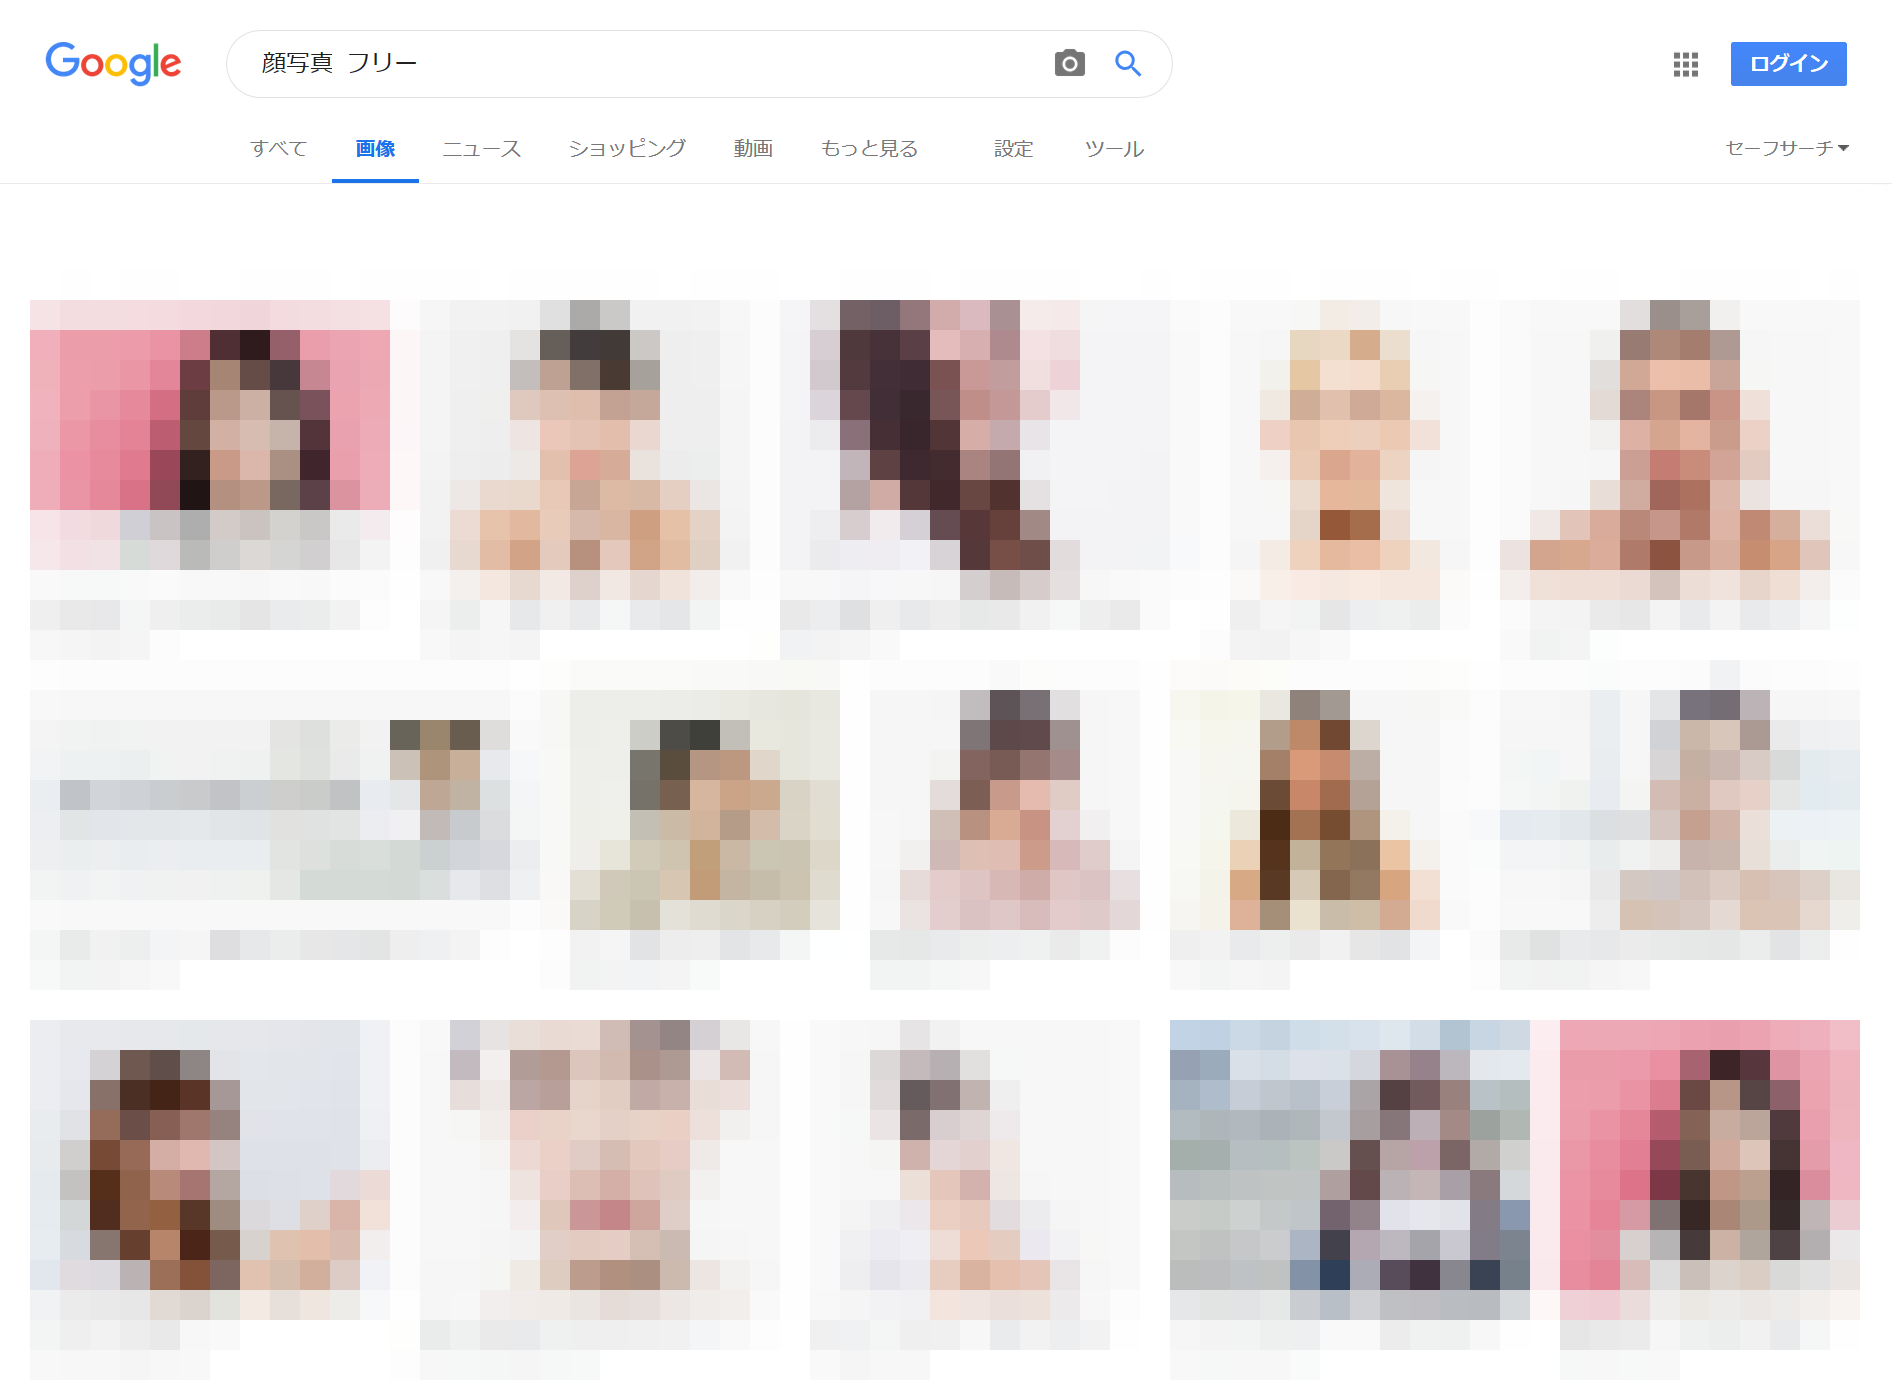 Google 顔写真 フリー ログイン
すべて 画像 ニュース ショッピング 動画 もっと見る 設定 ツール セーフサーチ